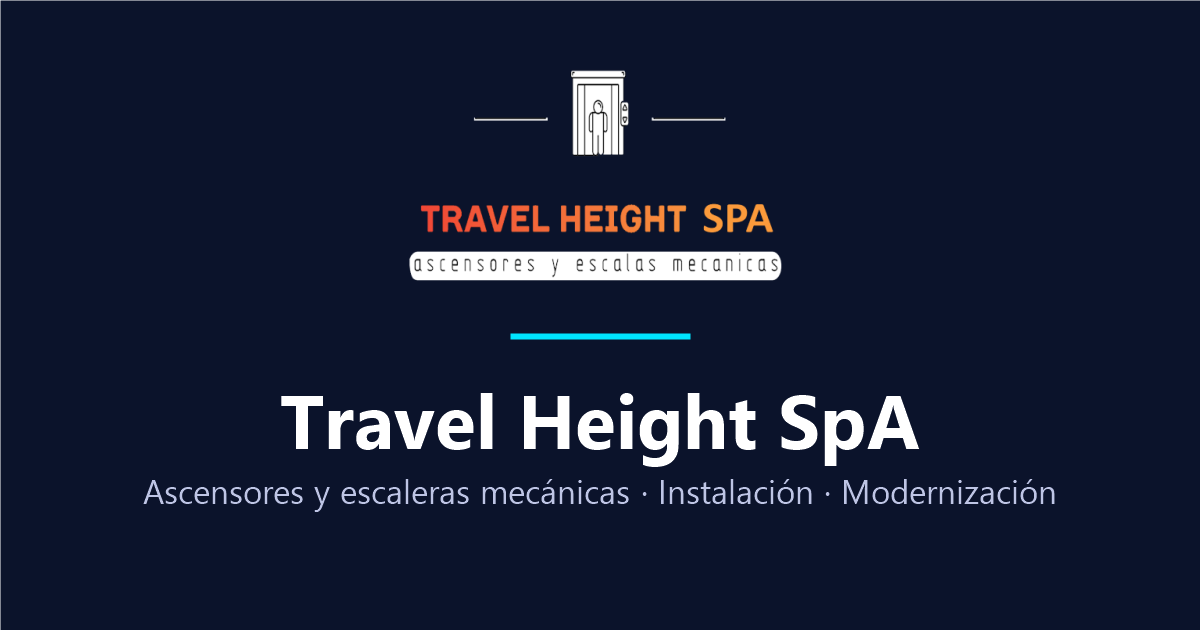 TRAVEL HEIGHT SPA
ascensores y escalas mecanicas
Travel Height SpA
Ascensores y escaleras mecánicas · Instalación · Modernización